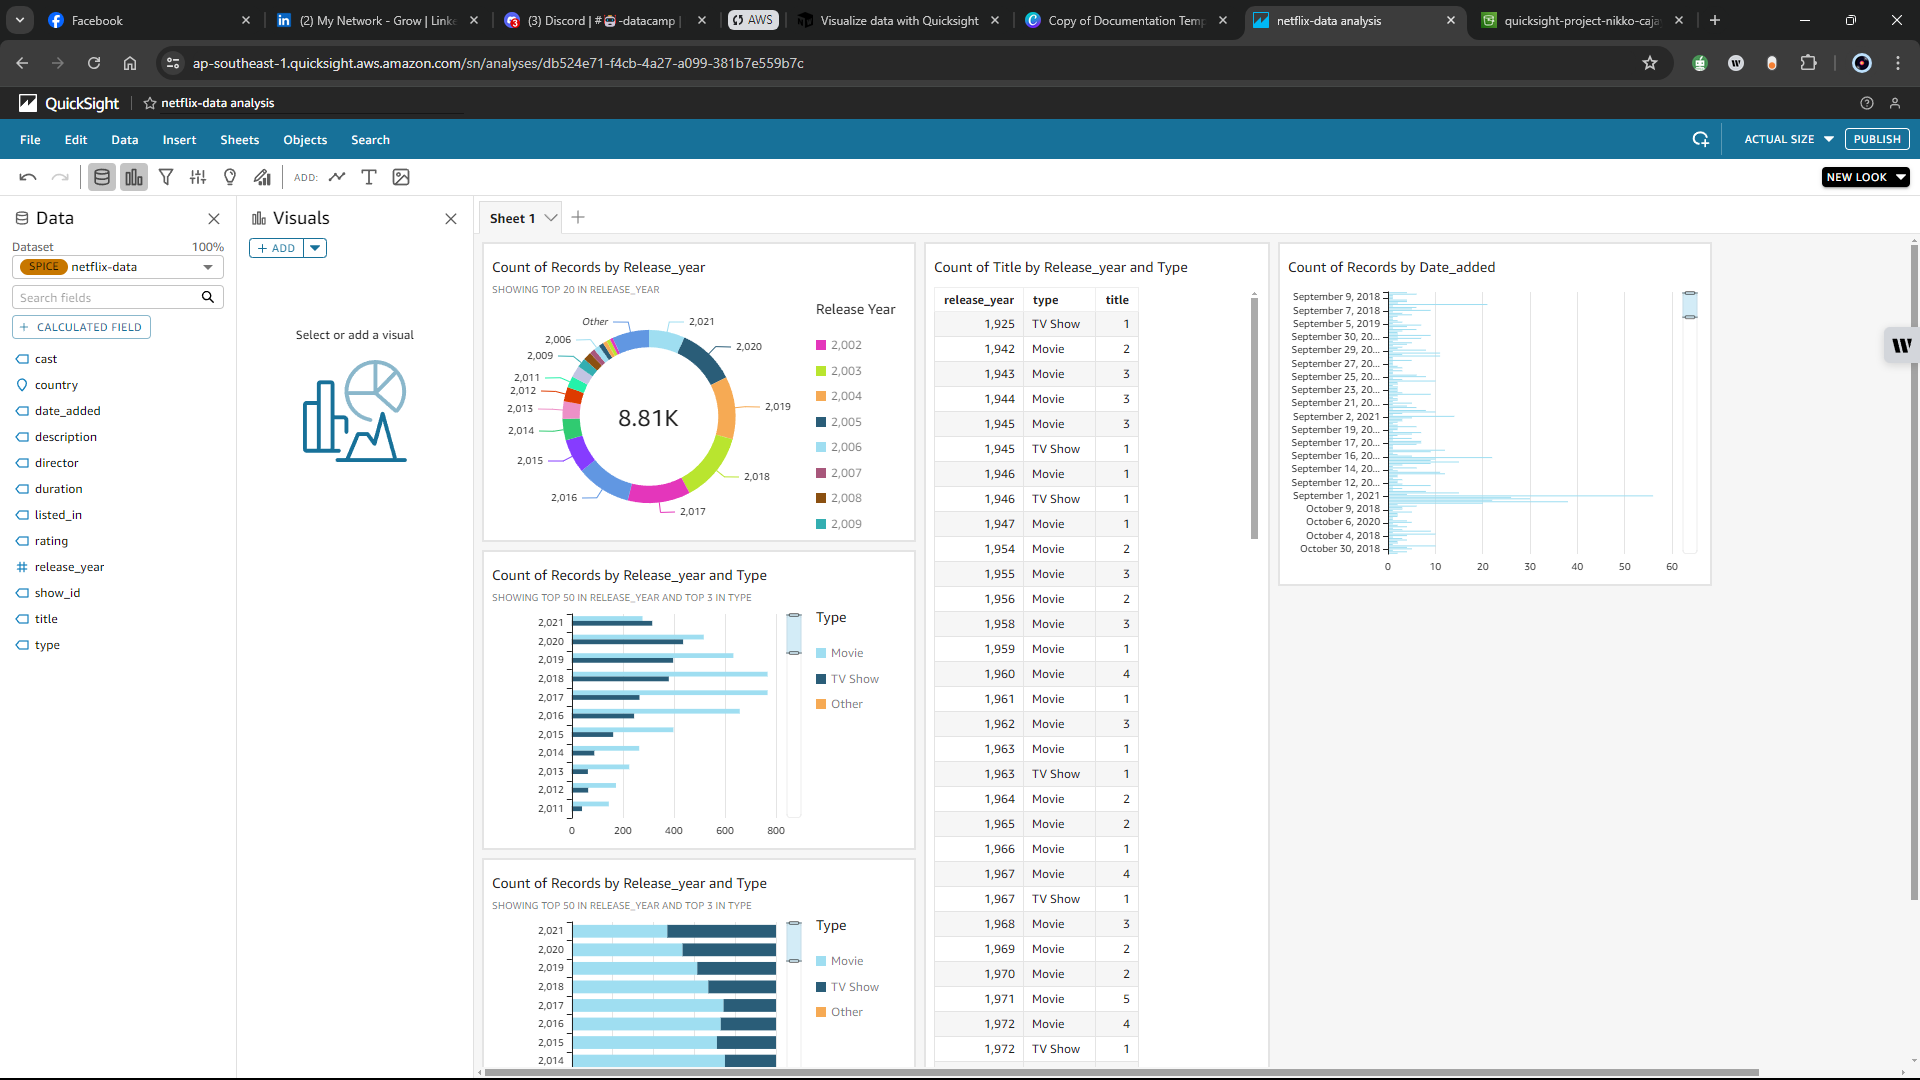 Facebook
(2) My Network - Grow | Linke
(3) Discord | # -datacamp |
AWS
Visualize data with Quicksight
Copy of Documentation Temp
netflix-data analysis
quicksight-project-nikko-caja
ap-southeast-1.quicksight.aws.amazon.com/sn/analyses/db524e71-f4cb-4a27-a099-381b7e559b7c
QuickSight
netflix-data analysis
File Edit Data Insert Sheets Objects Search
ACTUAL SIZE
PUBLISH
ADD:
NEW LOOK
Data
Dataset 100%
SPICE netflix-data
Search fields
+ CALCULATED FIELD
cast
country
date_added
description
director
duration
listed_in
rating
release_year
show_id
title
type
Visuals
+ ADD
Select or add a visual
Sheet 1
Count of Records by Release_year
SHOWING TOP 20 IN RELEASE_YEAR
Other
2,021
2,020
2,019
2,018
2,017
2,016
2,015
2,014
2,013
2,012
2,011
2,009
2,006
8.81K
Release Year
2,002
2,003
2,004
2,005
2,006
2,007
2,008
2,009
Count of Records by Release_year and Type
SHOWING TOP 50 IN RELEASE_YEAR AND TOP 3 IN TYPE
2,021
2,020
2,019
2,018
2,017
2,016
2,015
2,014
2,013
2,012
2,011
0 200 400 600 800
Type
Movie
TV Show
Other
Count of Records by Release_year and Type
SHOWING TOP 50 IN RELEASE_YEAR AND TOP 3 IN TYPE
2,021
2,020
2,019
2,018
2,017
2,016
2,015
2,014
Type
Movie
TV Show
Other
Count of Title by Release_year and Type
release_year type title
1,925 TV Show 1
1,942 Movie 2
1,943 Movie 3
1,944 Movie 3
1,945 Movie 3
1,945 TV Show 1
1,946 Movie 1
1,946 TV Show 1
1,947 Movie 1
1,954 Movie 2
1,955 Movie 3
1,956 Movie 2
1,958 Movie 3
1,959 Movie 1
1,960 Movie 4
1,961 Movie 1
1,962 Movie 3
1,963 Movie 1
1,963 TV Show 1
1,964 Movie 2
1,965 Movie 2
1,966 Movie 1
1,967 Movie 4
1,967 TV Show 1
1,968 Movie 3
1,969 Movie 2
1,970 Movie 2
1,971 Movie 5
1,972 Movie 4
1,972 TV Show 1
Count of Records by Date_added
September 9, 2018
September 7, 2018
September 5, 2019
September 30, 20...
September 29, 20...
September 27, 20...
September 25, 20...
September 23, 20...
September 21, 20...
September 2, 2021
September 19, 20...
September 17, 20...
September 16, 20...
September 14, 20...
September 12, 20...
September 1, 2021
October 9, 2018
October 6, 2020
October 4, 2018
October 30, 2018
0 10 20 30 40 50 60
W